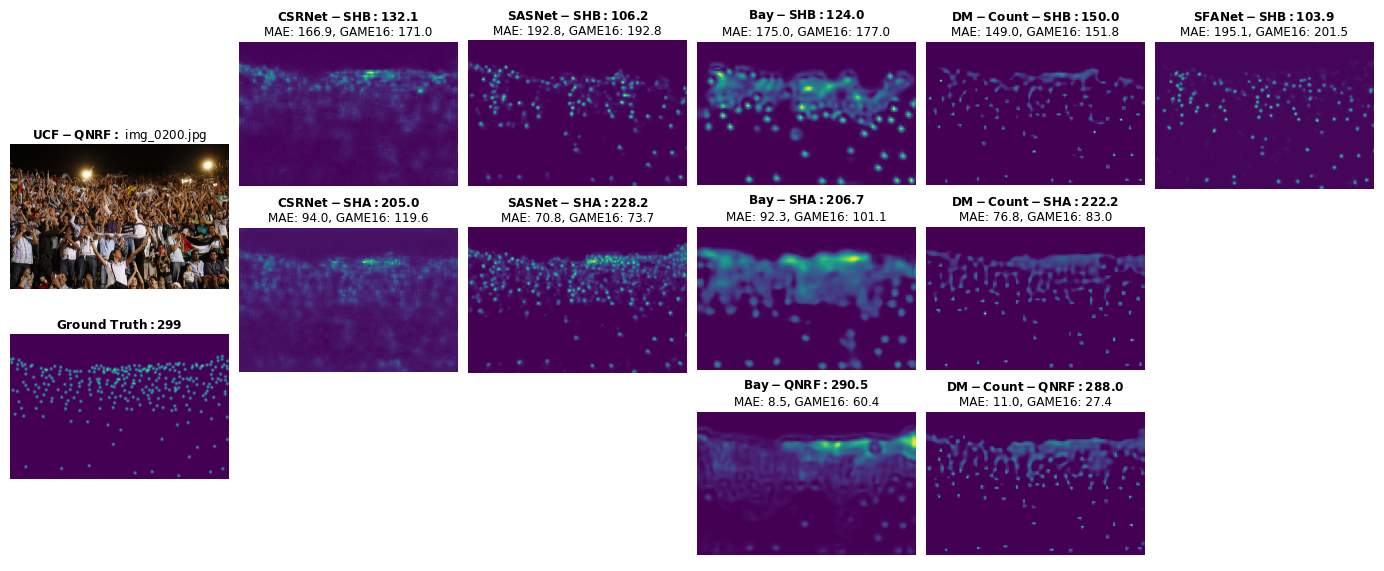 CSRNet−SHB: 132.1
MAE: 166.9, GAME16: 171.0
SASNet−SHB: 106.2
MAE: 192.8, GAME16: 192.8
Bay−SHB: 124.0
MAE: 175.0, GAME16: 177.0
DM−Count−SHB: 150.0
MAE: 149.0, GAME16: 151.8
SFANet−SHB: 103.9
MAE: 195.1, GAME16: 201.5
UCF−QNRF: img_0200.jpg
CSRNet−SHA: 205.0
MAE: 94.0, GAME16: 119.6
SASNet−SHA: 228.2
MAE: 70.8, GAME16: 73.7
Bay−SHA: 206.7
MAE: 92.3, GAME16: 101.1
DM−Count−SHA: 222.2
MAE: 76.8, GAME16: 83.0
Ground Truth: 299
Bay−QNRF: 290.5
MAE: 8.5, GAME16: 60.4
DM−Count−QNRF: 288.0
MAE: 11.0, GAME16: 27.4